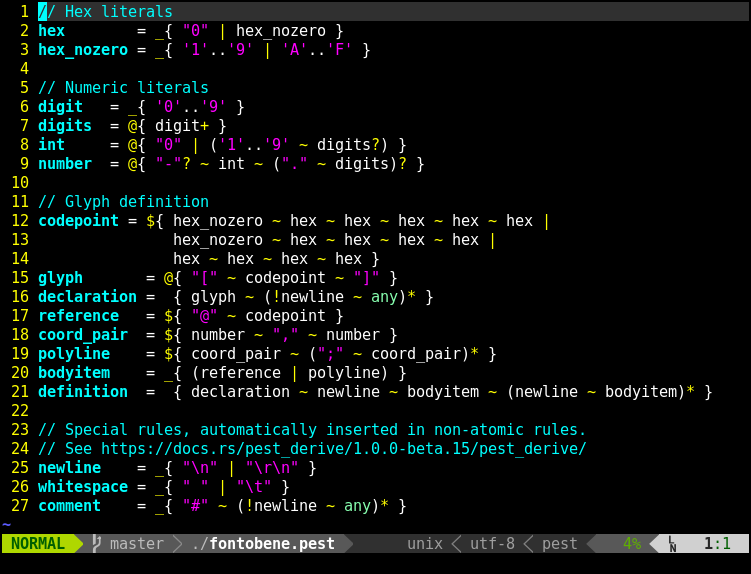 1 // Hex literals
2 hex        = _{ "0" | hex_nozero }
3 hex_nozero = _{ '1'..'9' | 'A'..'F' }
4
5 // Numeric literals
6 digit   = _{ '0'..'9' }
7 digits  = @{ digit+ }
8 int     = @{ "0" | ('1'..'9' ~ digits?) }
9 number  = @{ "-"? ~ int ~ ("." ~ digits)? }
10
11 // Glyph definition
12 codepoint = ${ hex_nozero ~ hex ~ hex ~ hex ~ hex ~ hex |
13                hex_nozero ~ hex ~ hex ~ hex ~ hex |
14                hex ~ hex ~ hex ~ hex }
15 glyph       = @{ "[" ~ codepoint ~ "]" }
16 declaration =  { glyph ~ (!newline ~ any)* }
17 reference   = ${ "@" ~ codepoint }
18 coord_pair  = ${ number ~ "," ~ number }
19 polyline    = ${ coord_pair ~ (";" ~ coord_pair)* }
20 bodyitem    = _{ (reference | polyline) }
21 definition  =  { declaration ~ newline ~ bodyitem ~ (newline ~ bodyitem)* }
22
23 // Special rules, automatically inserted in non-atomic rules.
24 // See https://docs.rs/pest_derive/1.0.0-beta.15/pest_derive/
25 newline    = _{ "\n" | "\r\n" }
26 whitespace = _{ " " | "\t" }
27 comment    = _{ "#" ~ (!newline ~ any)* }
~
NORMAL master ./fontobene.pest unix utf-8 pest 4% LN 1:1